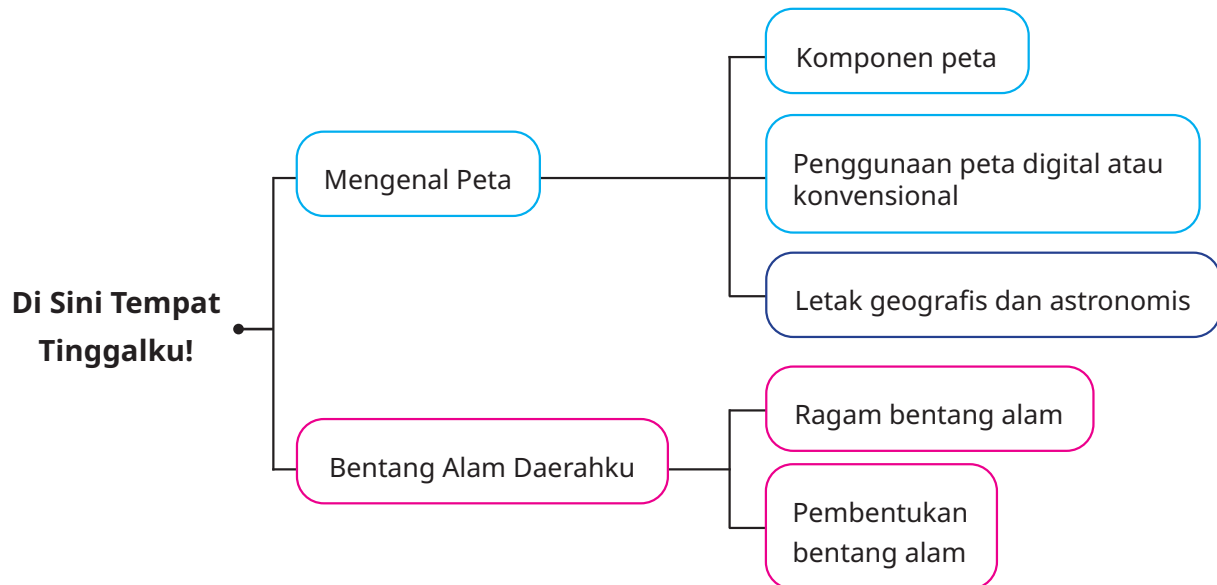 Di Sini Tempat
Tinggalku!
Mengenal Peta
Komponen peta
Penggunaan peta digital atau
konvensional
Letak geografis dan astronomis
Bentang Alam Daerahku
Ragam bentang alam
Pembentukan
bentang alam